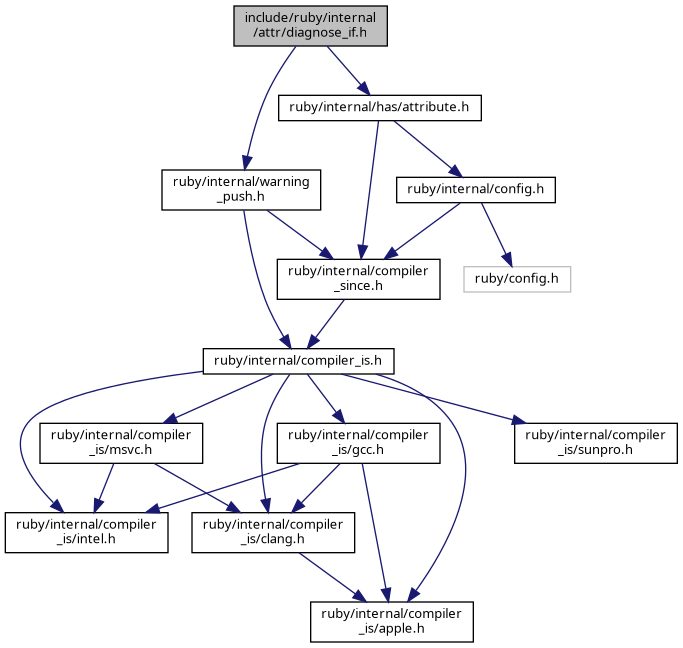 include/ruby/internal
/attr/diagnose_if.h
ruby/internal/has/attribute.h
ruby/internal/warning
_push.h
ruby/internal/config.h
ruby/internal/compiler
_since.h
ruby/config.h
ruby/internal/compiler_is.h
ruby/internal/compiler
_is/msvc.h
ruby/internal/compiler
_is/gcc.h
ruby/internal/compiler
_is/sunpro.h
ruby/internal/compiler
_is/intel.h
ruby/internal/compiler
_is/clang.h
ruby/internal/compiler
_is/apple.h